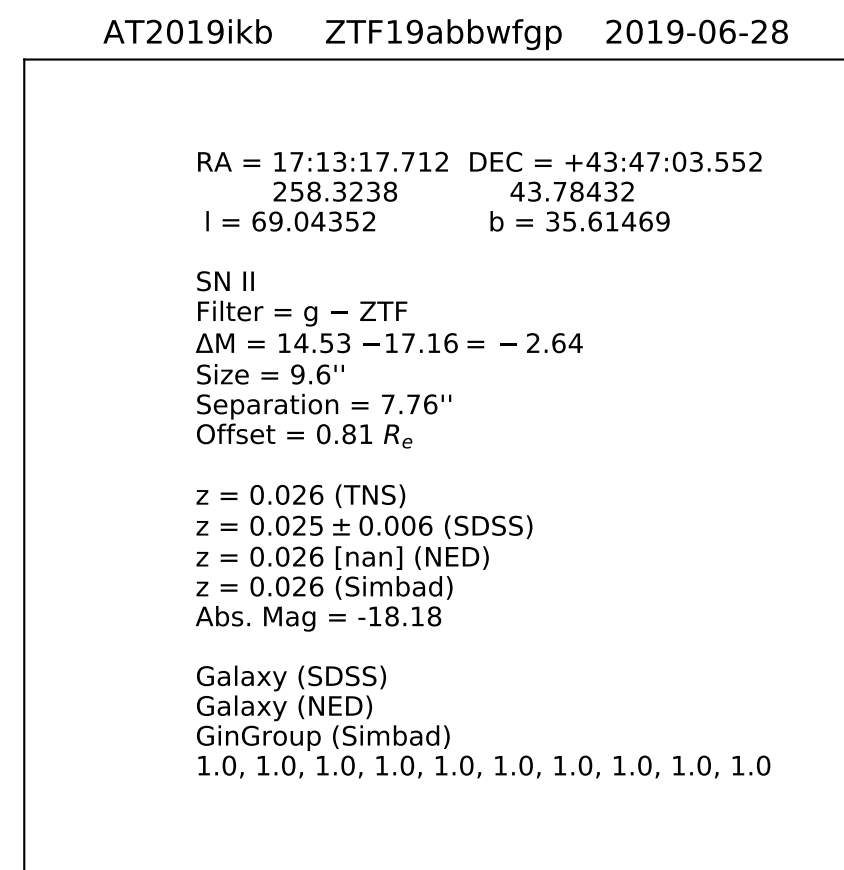 AT2019ikb ZTF19abbwfgp 2019-06-28
RA = 17:13:17.712 DEC = +43:47:03.552
258.3238 43.78432
l = 69.04352 b = 35.61469
SN II
Filter = g − ZTF
ΔM = 14.53 −17.16 = − 2.64
Size = 9.6''
Separation = 7.76''
Offset = 0.81 Rₑ
z = 0.026 (TNS)
z = 0.025 ± 0.006 (SDSS)
z = 0.026 [nan] (NED)
z = 0.026 (Simbad)
Abs. Mag = -18.18
Galaxy (SDSS)
Galaxy (NED)
GinGroup (Simbad)
1.0, 1.0, 1.0, 1.0, 1.0, 1.0, 1.0, 1.0, 1.0, 1.0